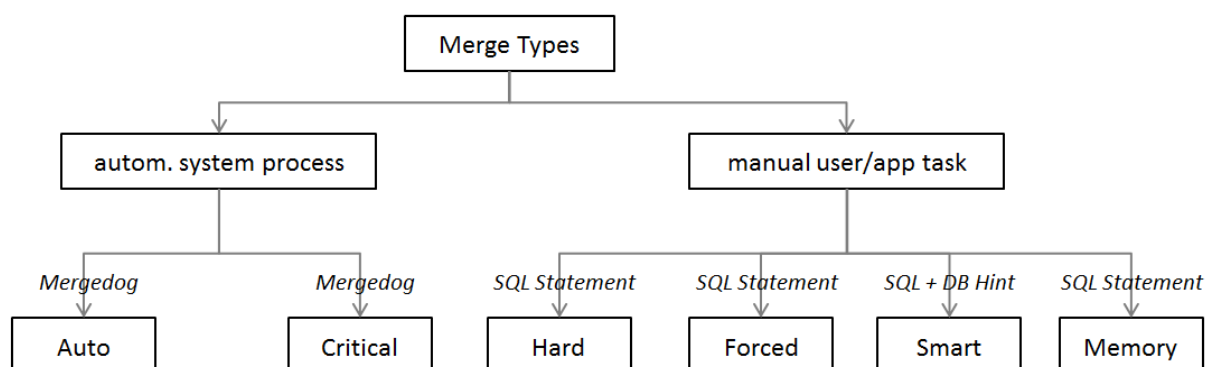 Merge Types
autom. system process
manual user/app task
Mergedog
Mergedog
SQL Statement
SQL Statement
SQL + DB Hint
SQL Statement
Auto
Critical
Hard
Forced
Smart
Memory